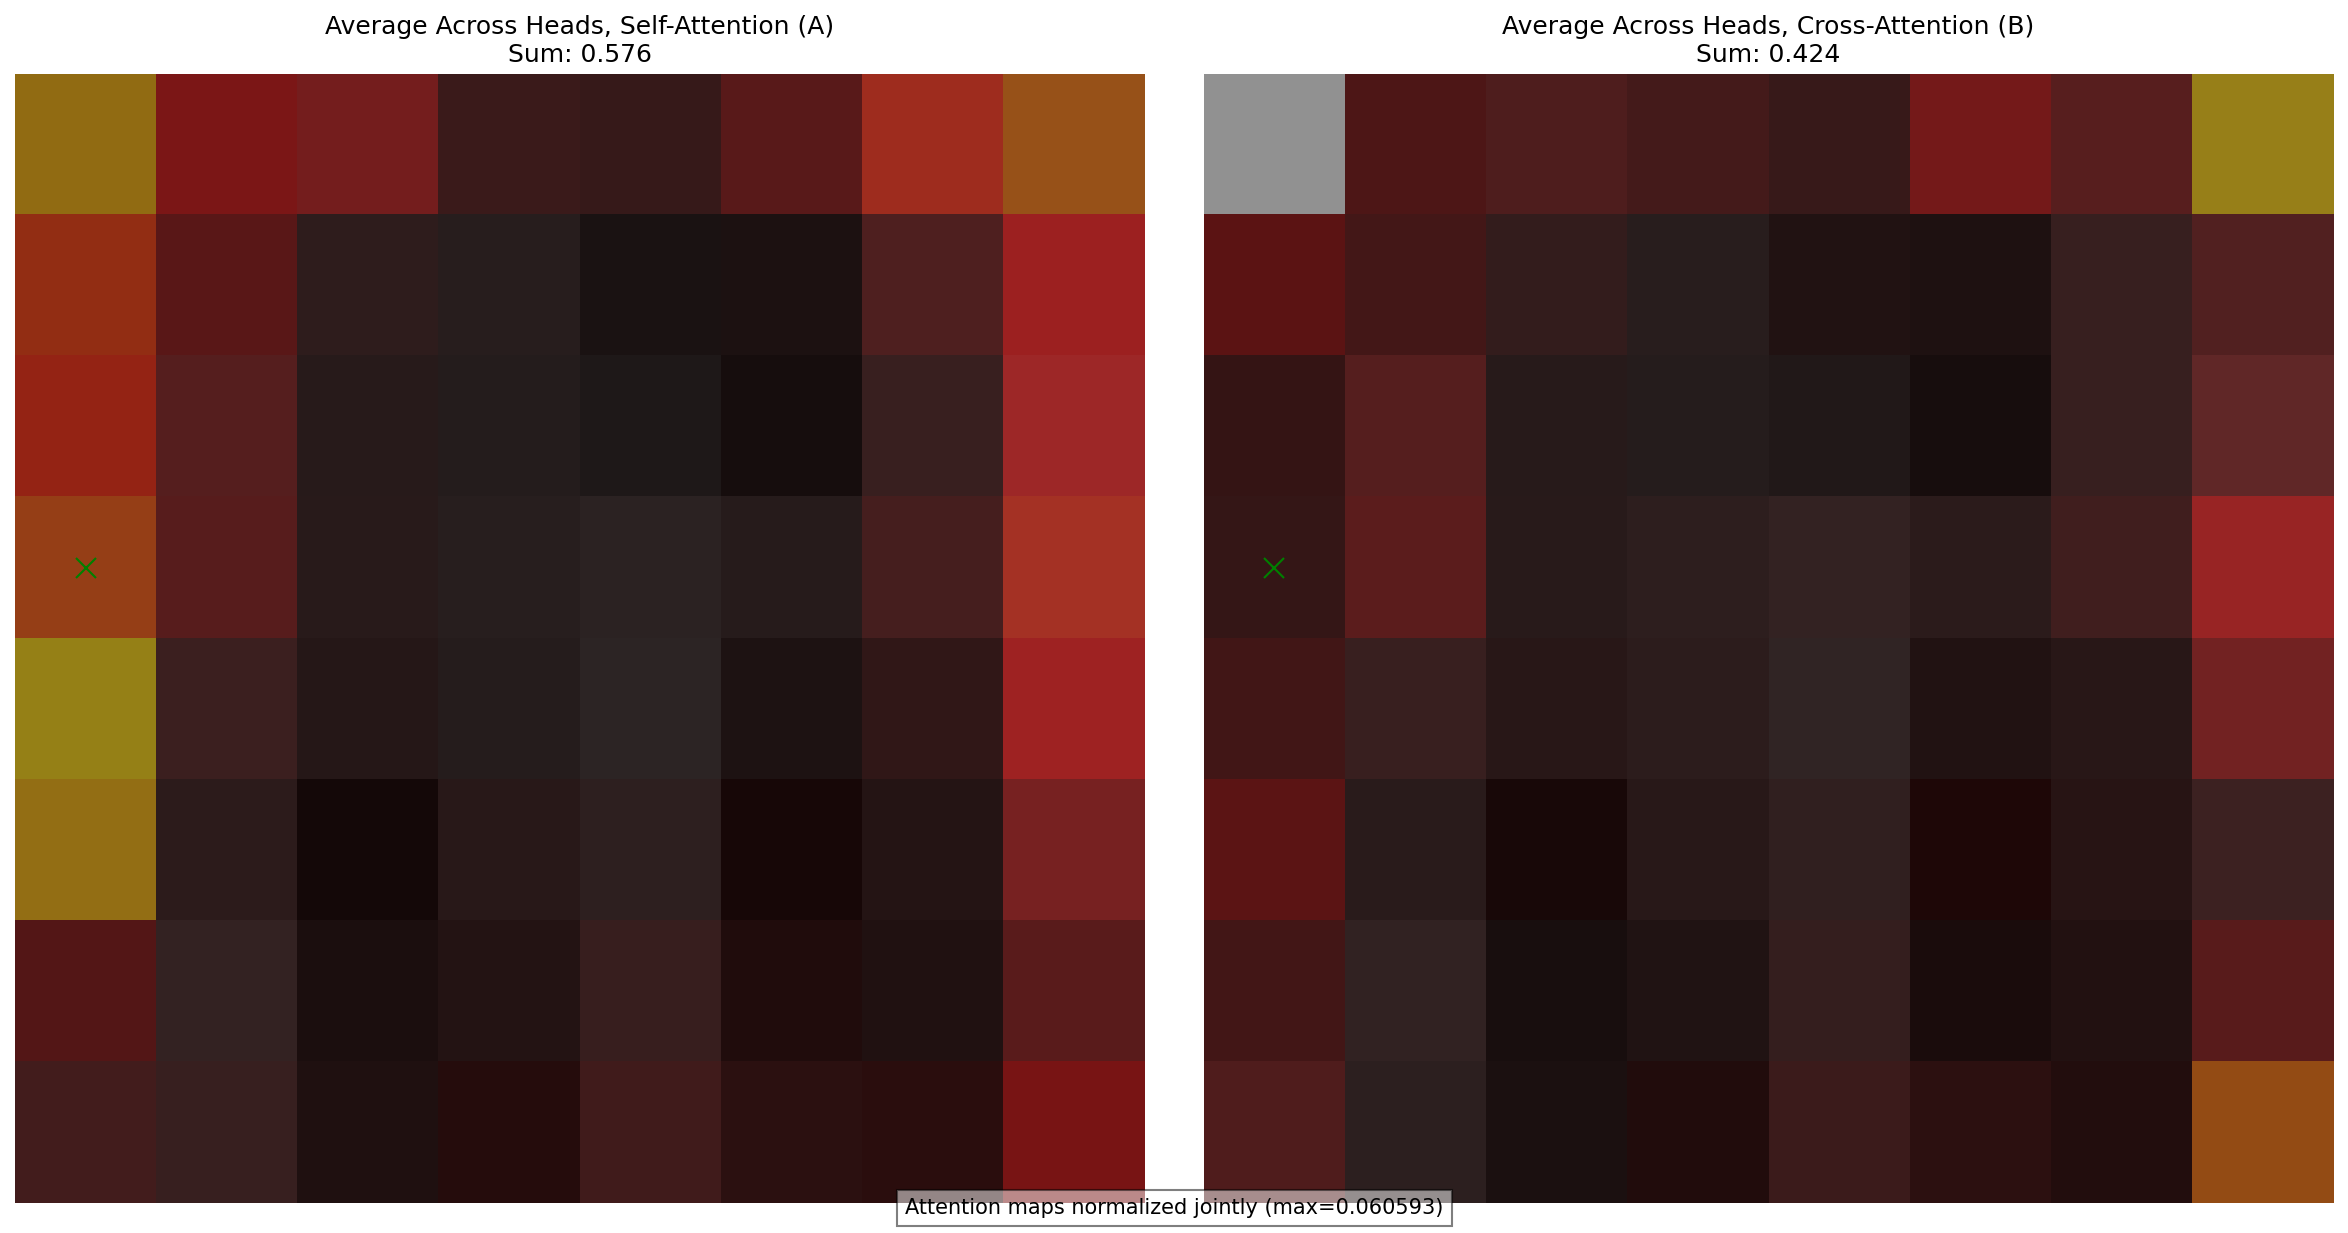 Average Across Heads, Self-Attention (A)
Sum: 0.576
Average Across Heads, Cross-Attention (B)
Sum: 0.424
Attention maps normalized jointly (max=0.060593)